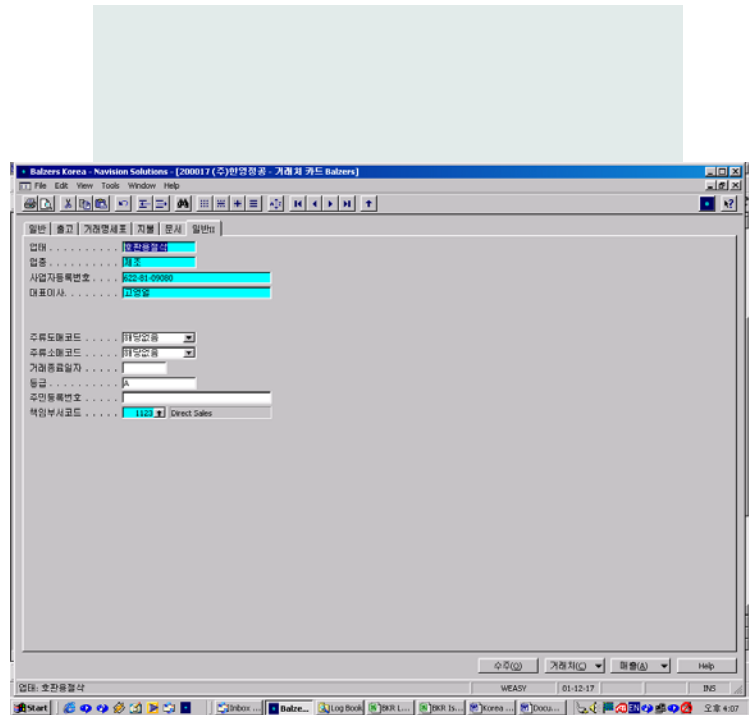 Balzers Korea - Navision Solutions - [200017 (주)한영정공 - 거래처 카드 Balzers]
File Edit View Tools Window Help
일반 출고 거래명세표 지불 문서 일반II
업태 . . . . . . . . . . 호판용절삭
업종 . . . . . . . . . . 제조
사업자등록번호 . . . . 622-81-09080
대표이사. . . . . . . . 고영열
주류도매코드 . . . . . 해당없음
주류소매코드 . . . . . 해당없음
거래종료일자 . . . . .
등급 . . . . . . . . . . A
주민등록번호 . . . . .
책임부서코드 . . . . . 1123 Direct Sales
수주(O) 거래처(C) 매출(A) Help
업태: 호판용절삭 WEASY 01-12-17 INS
Start Inbox ... Balze... Log Book BKR L... BKR Is... Korea ... Docu... EN 오후 4:07